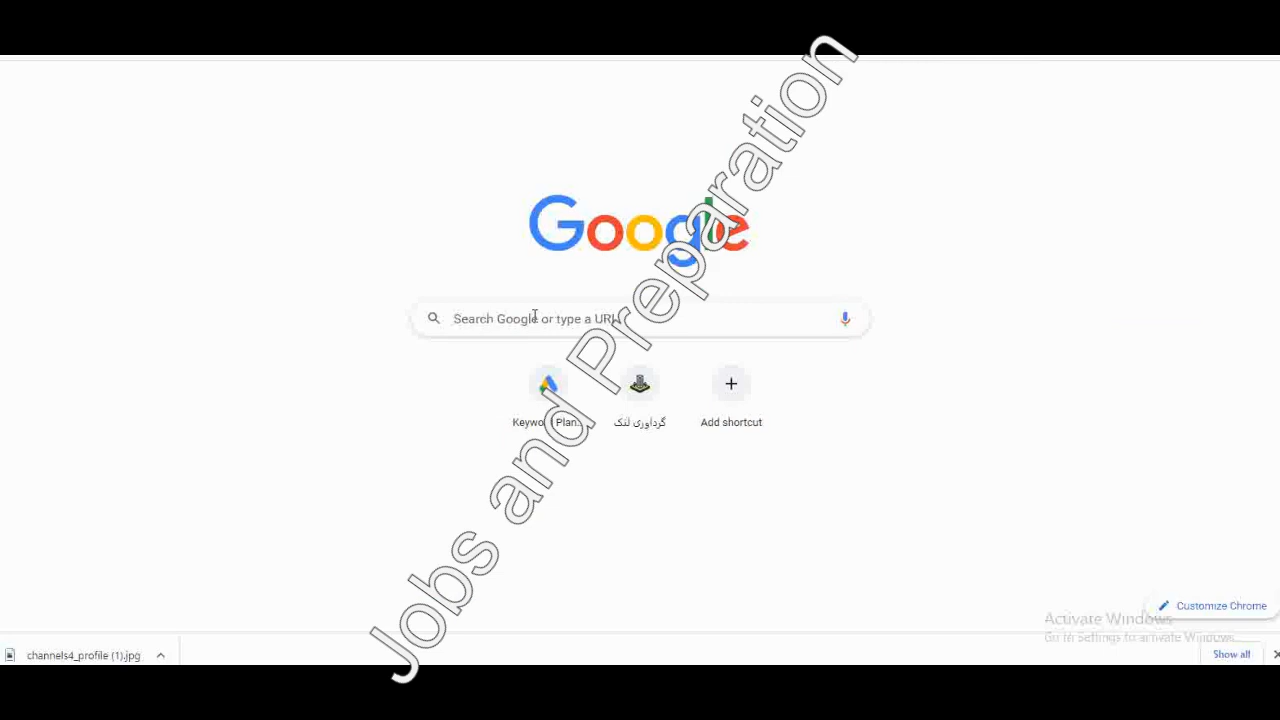 Google
Search Google or type a URL
Keyword Plan...
گردآوری لنک
Add shortcut
Jobs and Preparation
Customize Chrome
Activate Windows
Go to Settings to activate Windows.
channels4_profile (1).jpg
Show all